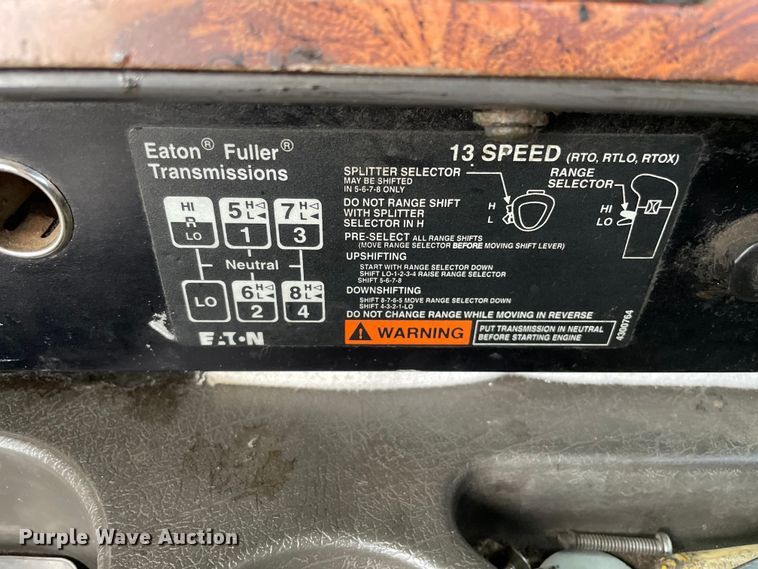 Eaton® Fuller®
Transmissions
13 SPEED (RTO, RTLO, RTOX)
HI
R
LO
5 H L
1
7 H L
3
Neutral
LO
6 H L
2
8 H L
4
EATON
SPLITTER SELECTOR
MAY BE SHIFTED
IN 5-6-7-8 ONLY
H
L
RANGE
SELECTOR
HI
LO
DO NOT RANGE SHIFT
WITH SPLITTER
SELECTOR IN H
PRE-SELECT ALL RANGE SHIFTS
(MOVE RANGE SELECTOR BEFORE MOVING SHIFT LEVER)
UPSHIFTING
START WITH RANGE SELECTOR DOWN
SHIFT LO-1-2-3-4 RAISE RANGE SELECTOR
SHIFT 5-6-7-8
DOWNSHIFTING
SHIFT 8-7-6-5 MOVE RANGE SELECTOR DOWN
SHIFT 4-3-2-1-LO
DO NOT CHANGE RANGE WHILE MOVING IN REVERSE
WARNING
PUT TRANSMISSION IN NEUTRAL
BEFORE STARTING ENGINE
4300764
Purple Wave Auction